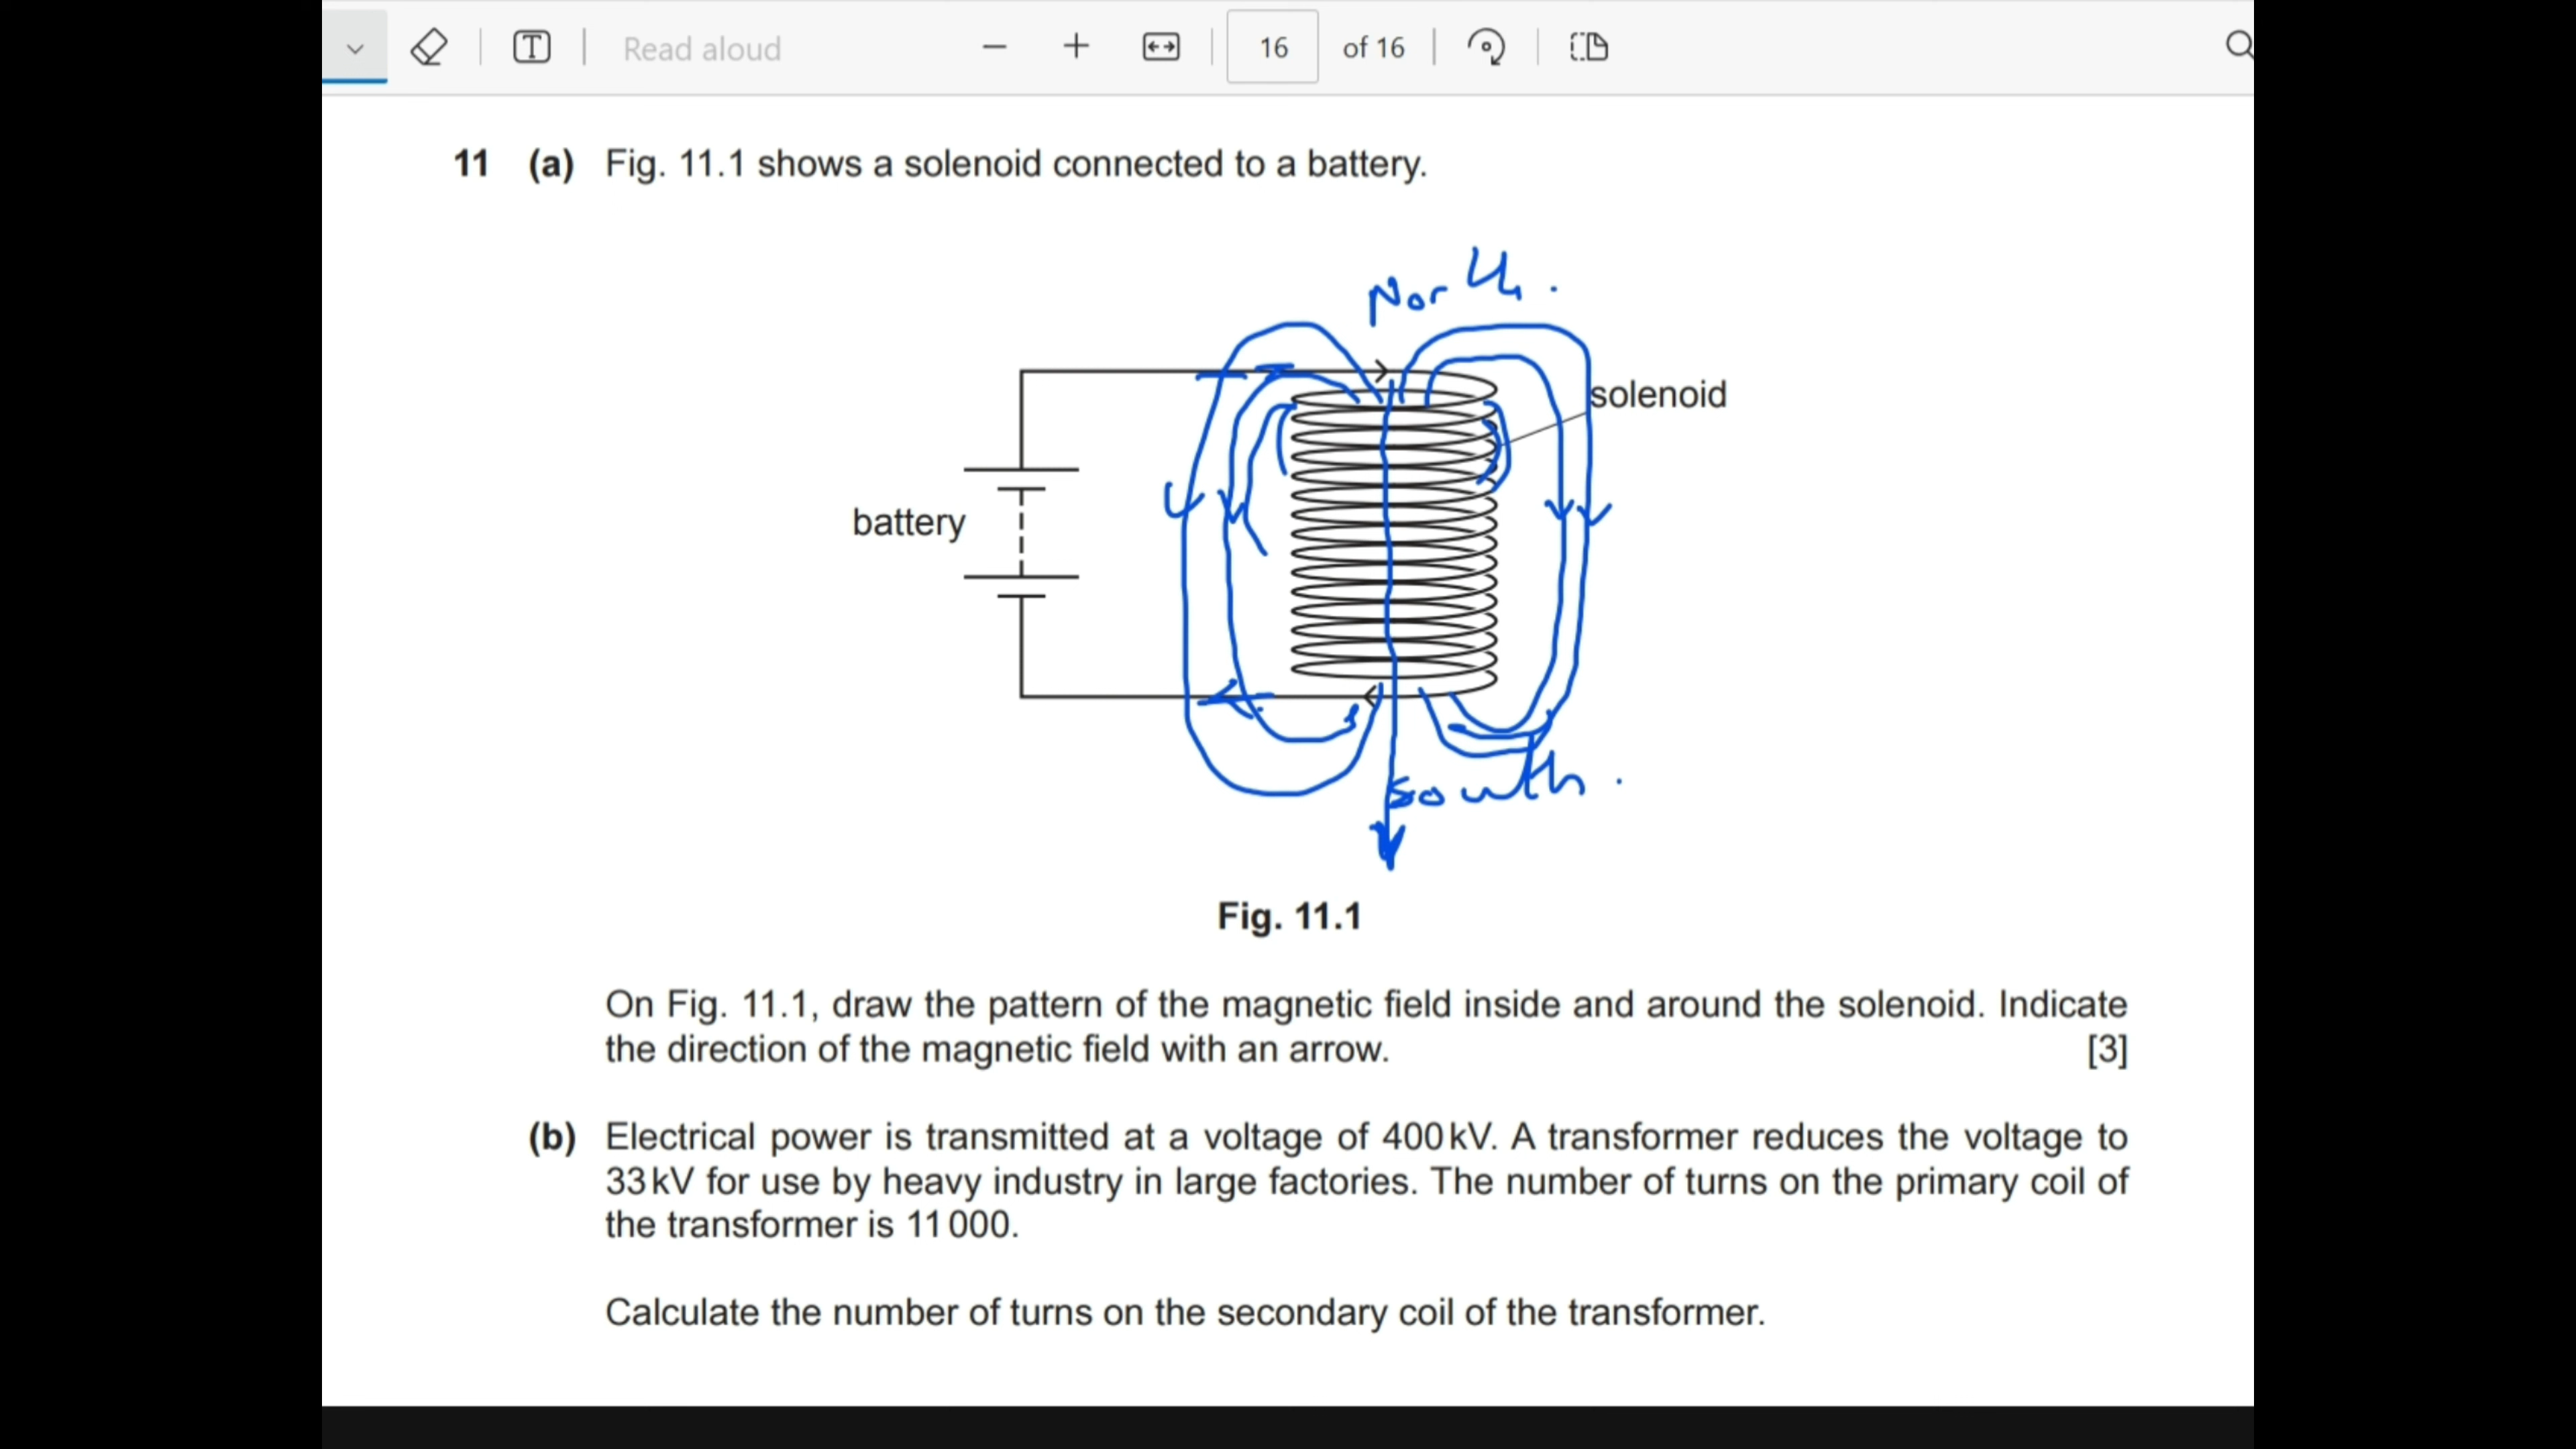 Read aloud
16 of 16
11 (a) Fig. 11.1 shows a solenoid connected to a battery.
North.
solenoid
battery
South.
Fig. 11.1
On Fig. 11.1, draw the pattern of the magnetic field inside and around the solenoid. Indicate
the direction of the magnetic field with an arrow. [3]
(b) Electrical power is transmitted at a voltage of 400 kV. A transformer reduces the voltage to
33 kV for use by heavy industry in large factories. The number of turns on the primary coil of
the transformer is 11 000.
Calculate the number of turns on the secondary coil of the transformer.